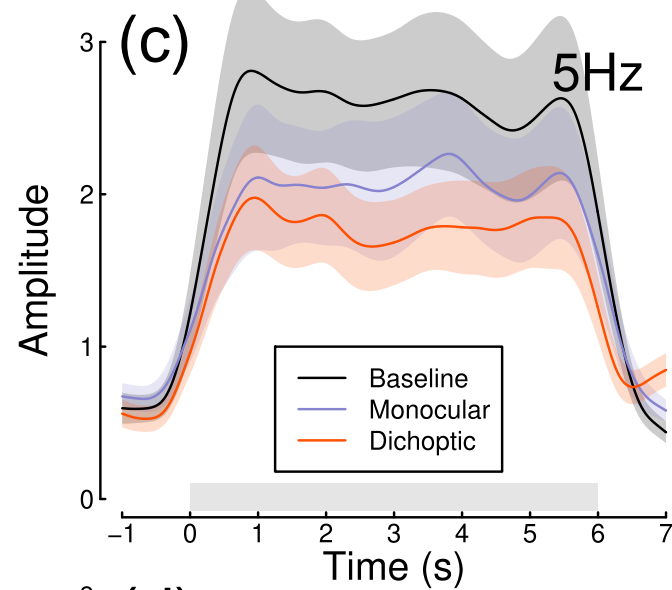 (c)
5Hz
3
2
1
0
Amplitude
Baseline
Monocular
Dichoptic
−1 0 1 2 3 4 5 6 7
Time (s)